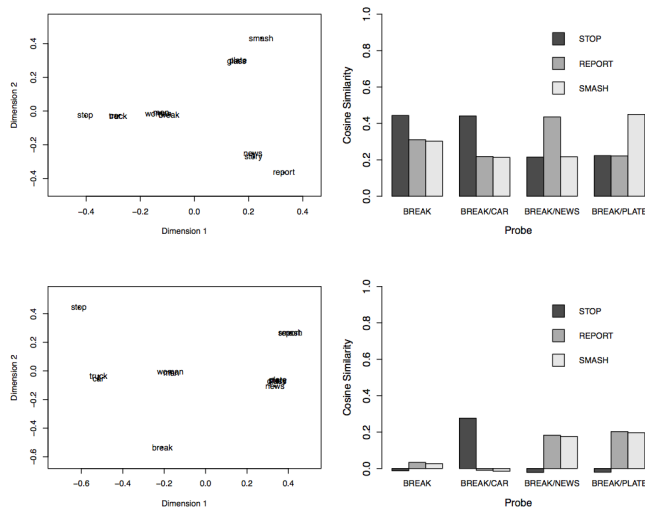 smash
plate
stop
break
news
story
report
-0.4
-0.2
0.0
0.2
0.4
-0.4 -0.2 0.0 0.2 0.4
Dimension 1
Dimension 2
STOP
REPORT
SMASH
0.0
0.2
0.4
0.6
0.8
1.0
Cosine Similarity
BREAK BREAK/CAR BREAK/NEWS BREAK/PLATE
Probe
stop
truck
car
woman
man
plate
news
break
-0.6
-0.4
-0.2
0.0
0.2
0.4
-0.6 -0.4 -0.2 0.0 0.2 0.4
Dimension 1
Dimension 2
STOP
REPORT
SMASH
0.0
0.2
0.4
0.6
0.8
1.0
Cosine Similarity
BREAK BREAK/CAR BREAK/NEWS BREAK/PLATE
Probe